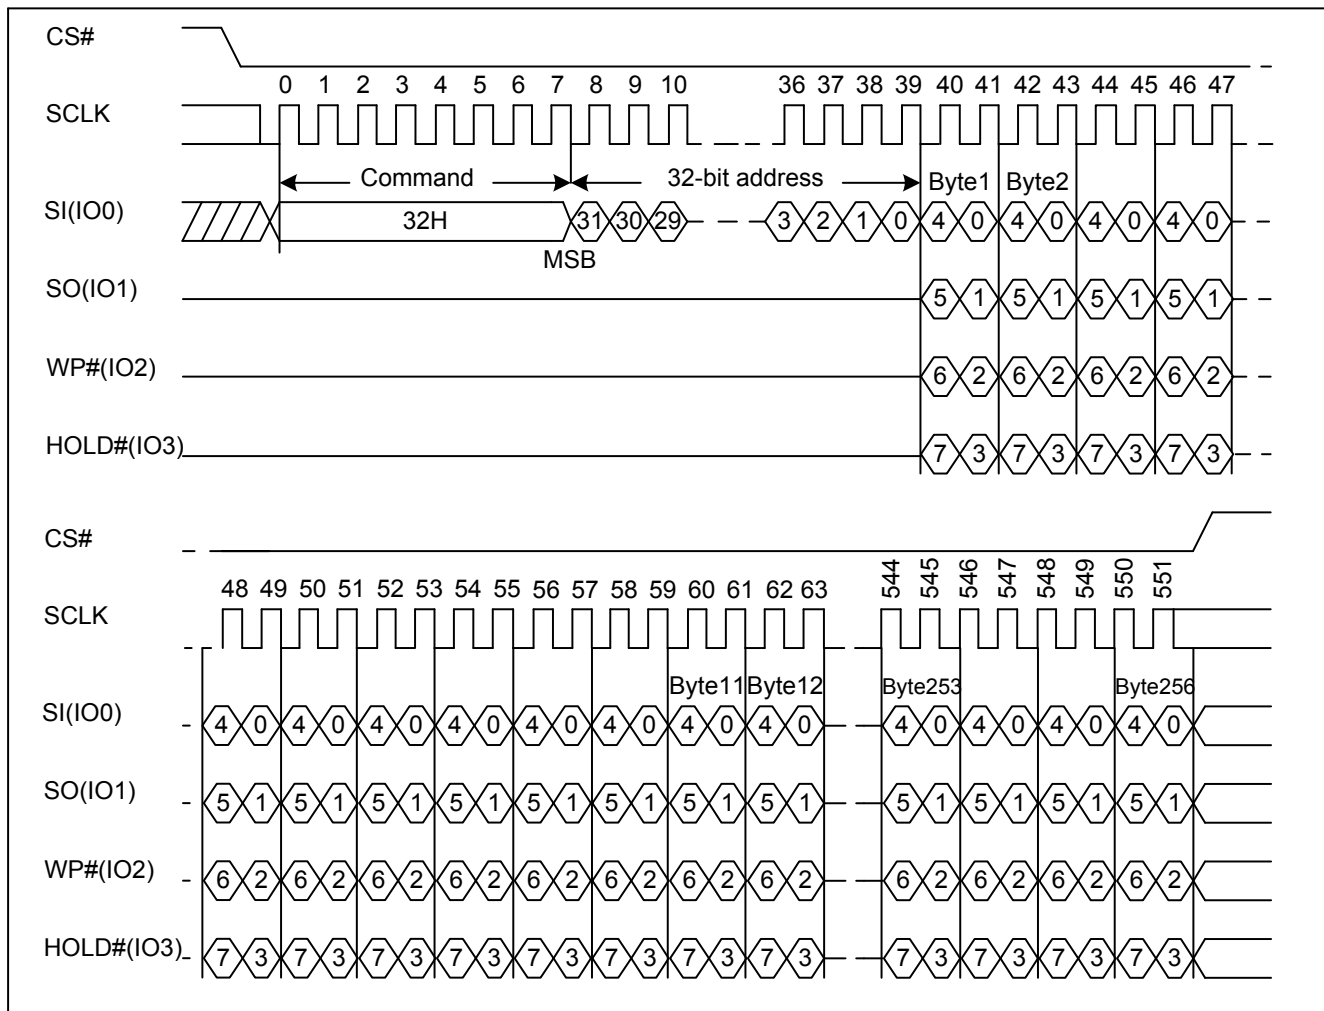 CS#
0 1 2 3 4 5 6 7 8 9 10 36 37 38 39 40 41 42 43 44 45 46 47
SCLK
Command 32-bit address Byte1 Byte2
SI(IO0) 32H 31 30 29 3 2 1 0 4 0 4 0 4 0 4 0
MSB
SO(IO1) 5 1 5 1 5 1 5 1
WP#(IO2) 6 2 6 2 6 2 6 2
HOLD#(IO3) 7 3 7 3 7 3 7 3
CS#
48 49 50 51 52 53 54 55 56 57 58 59 60 61 62 63 544 545 546 547 548 549 550 551
SCLK
Byte11 Byte12 Byte253 Byte256
SI(IO0) 4 0 4 0 4 0 4 0 4 0 4 0 4 0 4 0 4 0 4 0 4 0 4 0
SO(IO1) 5 1 5 1 5 1 5 1 5 1 5 1 5 1 5 1 5 1 5 1 5 1 5 1
WP#(IO2) 6 2 6 2 6 2 6 2 6 2 6 2 6 2 6 2 6 2 6 2 6 2 6 2
HOLD#(IO3) 7 3 7 3 7 3 7 3 7 3 7 3 7 3 7 3 7 3 7 3 7 3 7 3